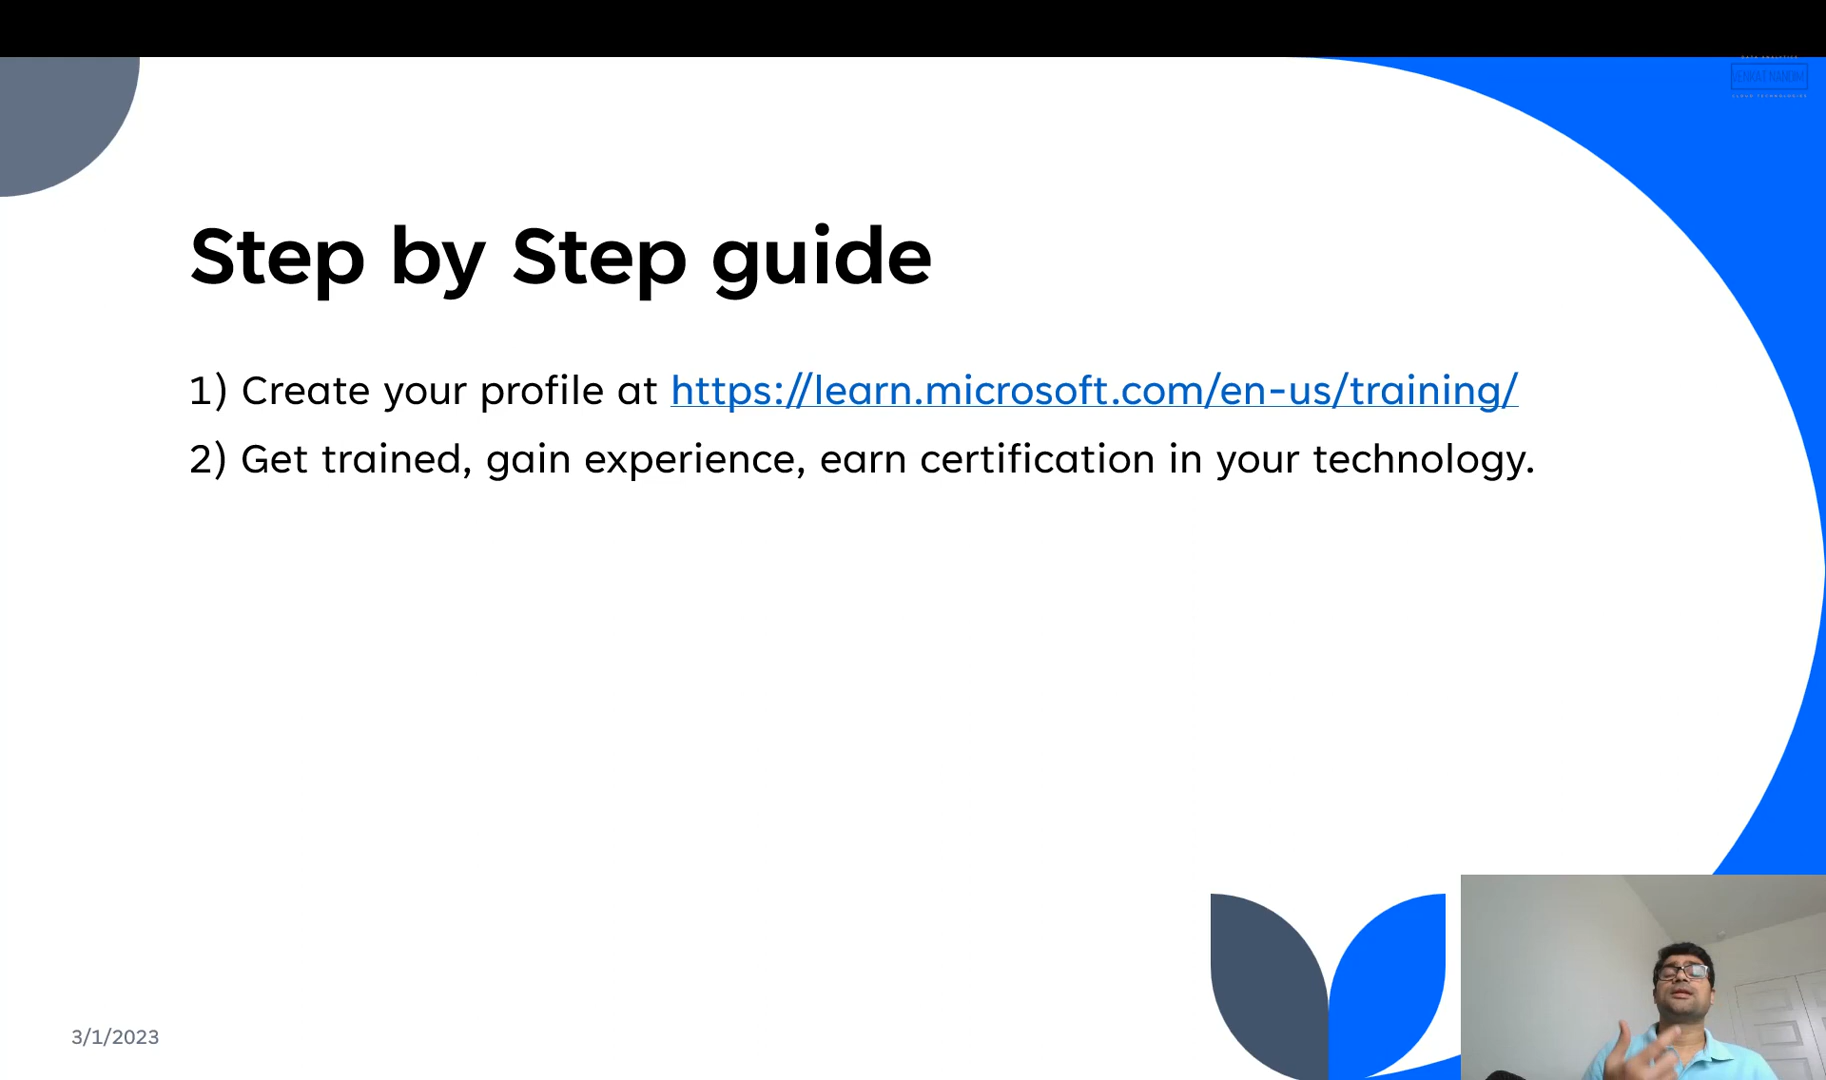 Step by Step guide
1) Create your profile at https://learn.microsoft.com/en-us/training/
2) Get trained, gain experience, earn certification in your technology.
3/1/2023